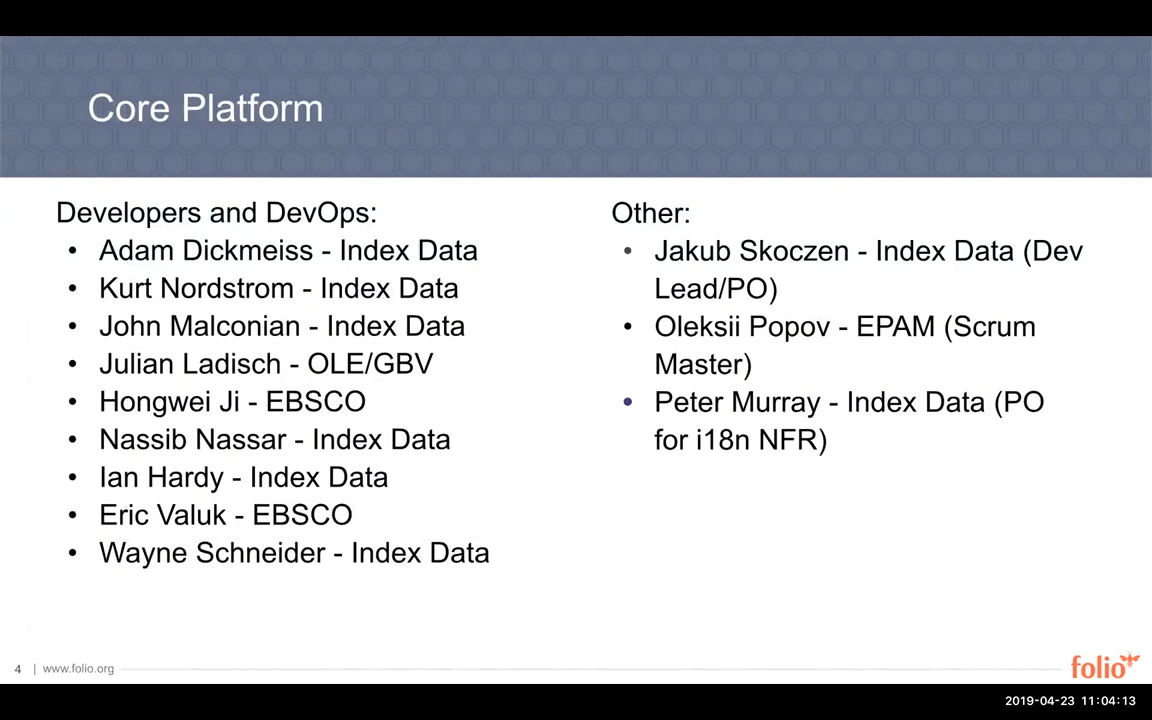 Core Platform
Developers and DevOps:
• Adam Dickmeiss - Index Data
• Kurt Nordstrom - Index Data
• John Malconian - Index Data
• Julian Ladisch - OLE/GBV
• Hongwei Ji - EBSCO
• Nassib Nassar - Index Data
• Ian Hardy - Index Data
• Eric Valuk - EBSCO
• Wayne Schneider - Index Data
Other:
• Jakub Skoczen - Index Data (Dev
Lead/PO)
• Oleksii Popov - EPAM (Scrum
Master)
• Peter Murray - Index Data (PO
for i18n NFR)
4 | www.folio.org
folio
2019-04-23 11:04:13